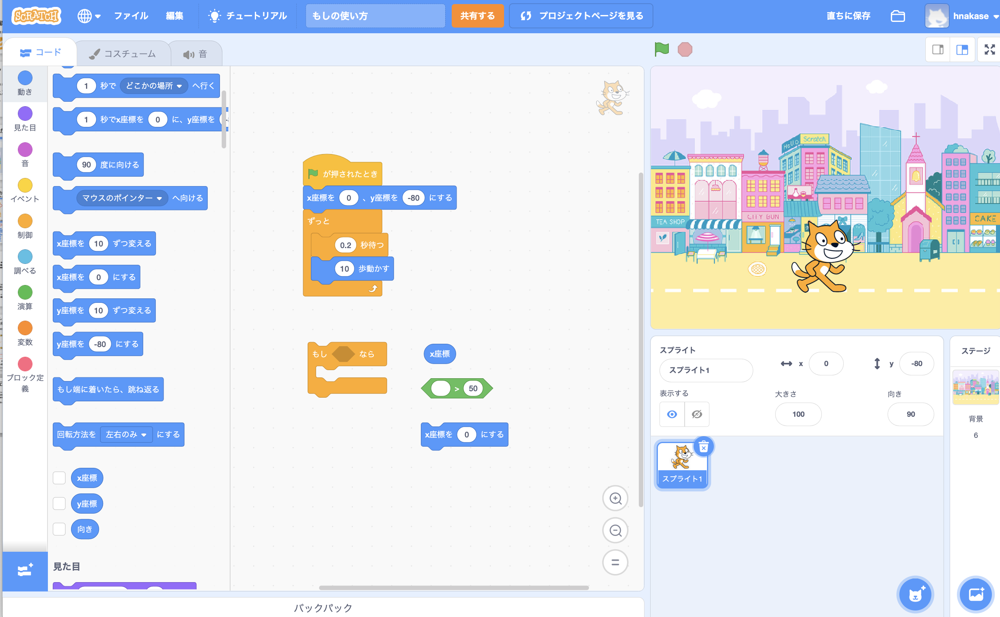 SCRATCH
ファイル
編集
チュートリアル
もしの使い方
共有する
プロジェクトページを見る
直ちに保存
hnakase
コード
コスチューム
音
動き
見た目
音
イベント
制御
調べる
演算
変数
ブロック定
義
1 秒で どこかの場所 へ行く
1 秒でx座標を 0 に、y座標を
90 度に向ける
マウスのポインター へ向ける
x座標を 10 ずつ変える
x座標を 0 にする
y座標を 10 ずつ変える
y座標を -80 にする
もし端に着いたら、跳ね返る
回転方法を 左右のみ にする
x座標
y座標
向き
見た目
が押されたとき
x座標を 0 、y座標を -80 にする
ずっと
0.2 秒待つ
10 歩動かす
もし なら
x座標
> 50
x座標を 0 にする
バックパック
Hello
Scratch
TEA SHOP
CITY BUN
CAKE
スプライト
スプライト1
x 0
y -80
表示する
大きさ
100
向き
90
スプライト1
ステージ
背景
6